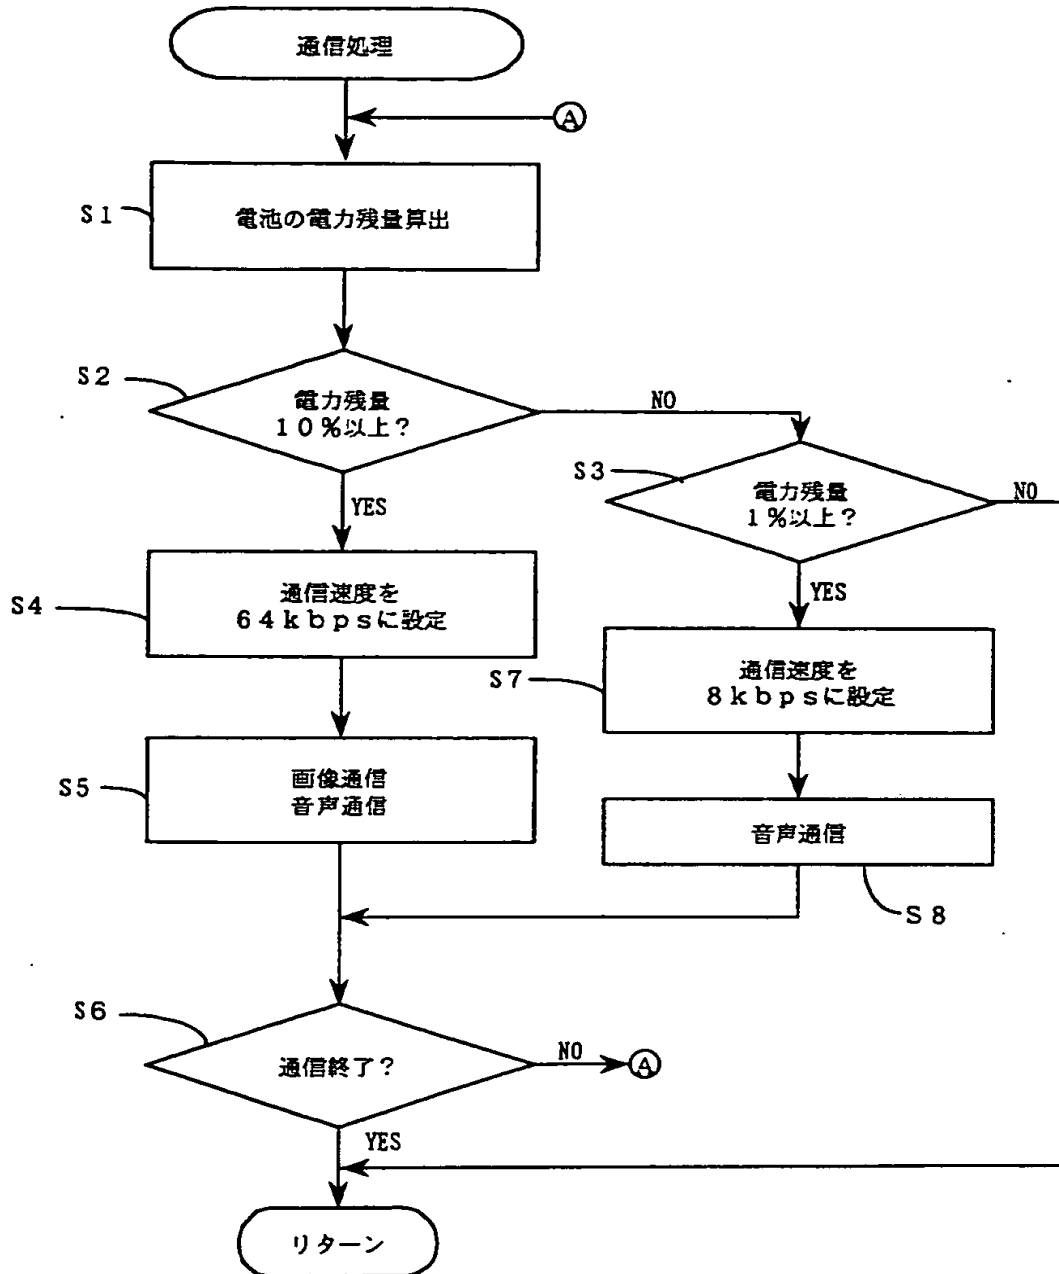 通信処理
Ⓐ
S1
電池の電力残量算出
S2
電力残量
10%以上?
NO
YES
S3
電力残量
1%以上?
NO
YES
S4
通信速度を
64kbpsに設定
S7
通信速度を
8kbpsに設定
S5
画像通信
音声通信
音声通信
S8
S6
通信終了?
NO
Ⓐ
YES
リターン